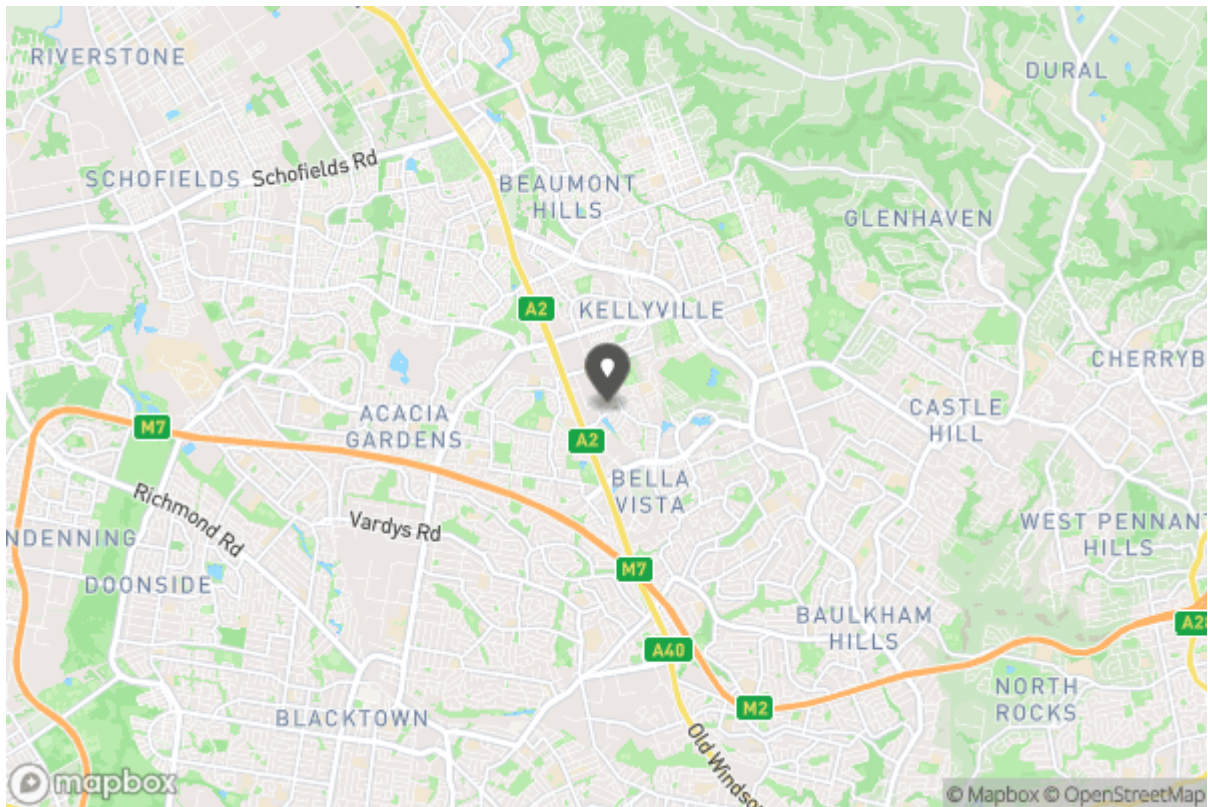 RIVERSTONE
DURAL
Schofields Rd
SCHOFIELDS
BEAUMONT
HILLS
GLENHAVEN
A2
KELLYVILLE
CHERRYB
ACACIA
GARDENS
CASTLE
HILL
M7
A2
BELLA
VISTA
Richmond Rd
Vardys Rd
WEST PENNANT
HILLS
NDENNING
M7
DOONSIDE
BAULKHAM
HILLS
A28
A40
NORTH
ROCKS
M2
BLACKTOWN
Old Windso
mapbox
© Mapbox © OpenStreetMap